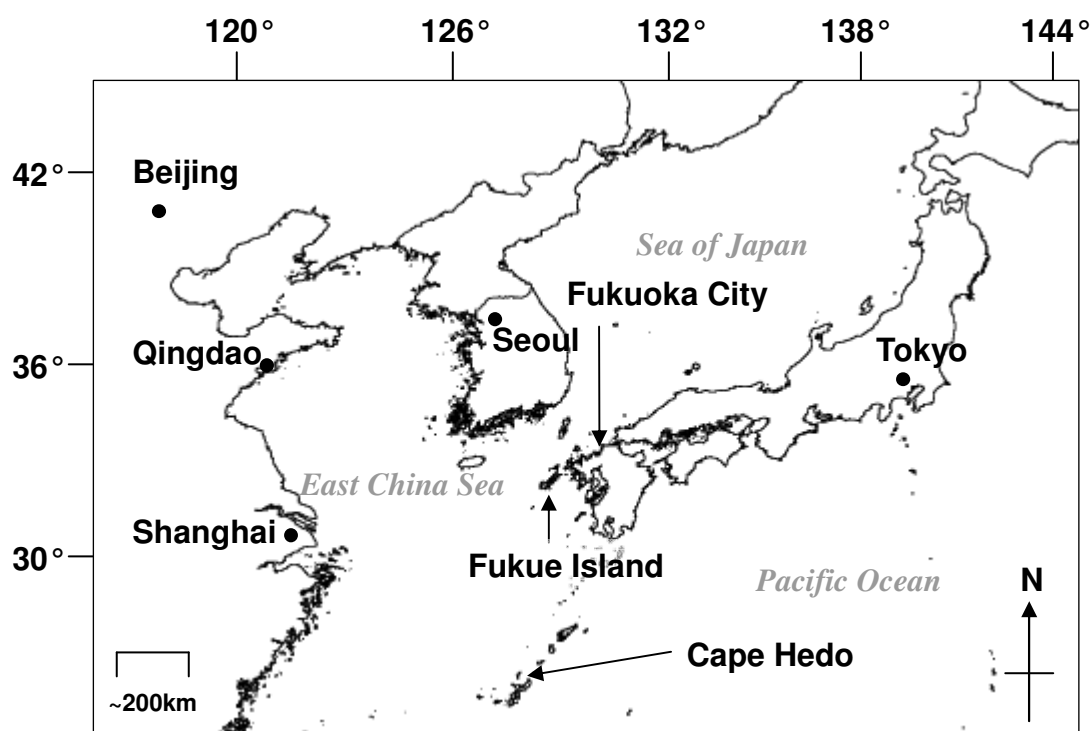 120°
126°
132°
138°
144°
42°
Beijing
Sea of Japan
Fukuoka City
Seoul
Qingdao
36°
Tokyo
East China Sea
Shanghai
30°
Fukue Island
Pacific Ocean
N
Cape Hedo
~200km